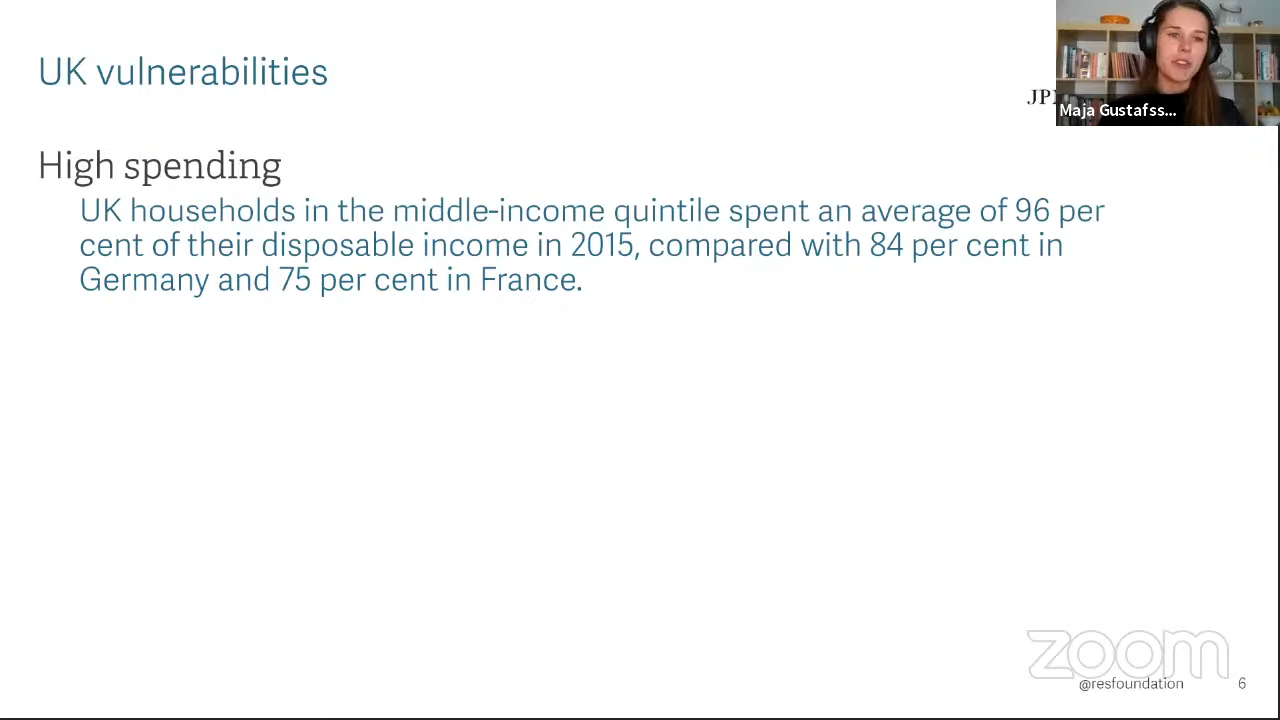 UK vulnerabilities
JP
Maja Gustafss...
High spending
UK households in the middle-income quintile spent an average of 96 per
cent of their disposable income in 2015, compared with 84 per cent in
Germany and 75 per cent in France.
zoom
@resfoundation
6